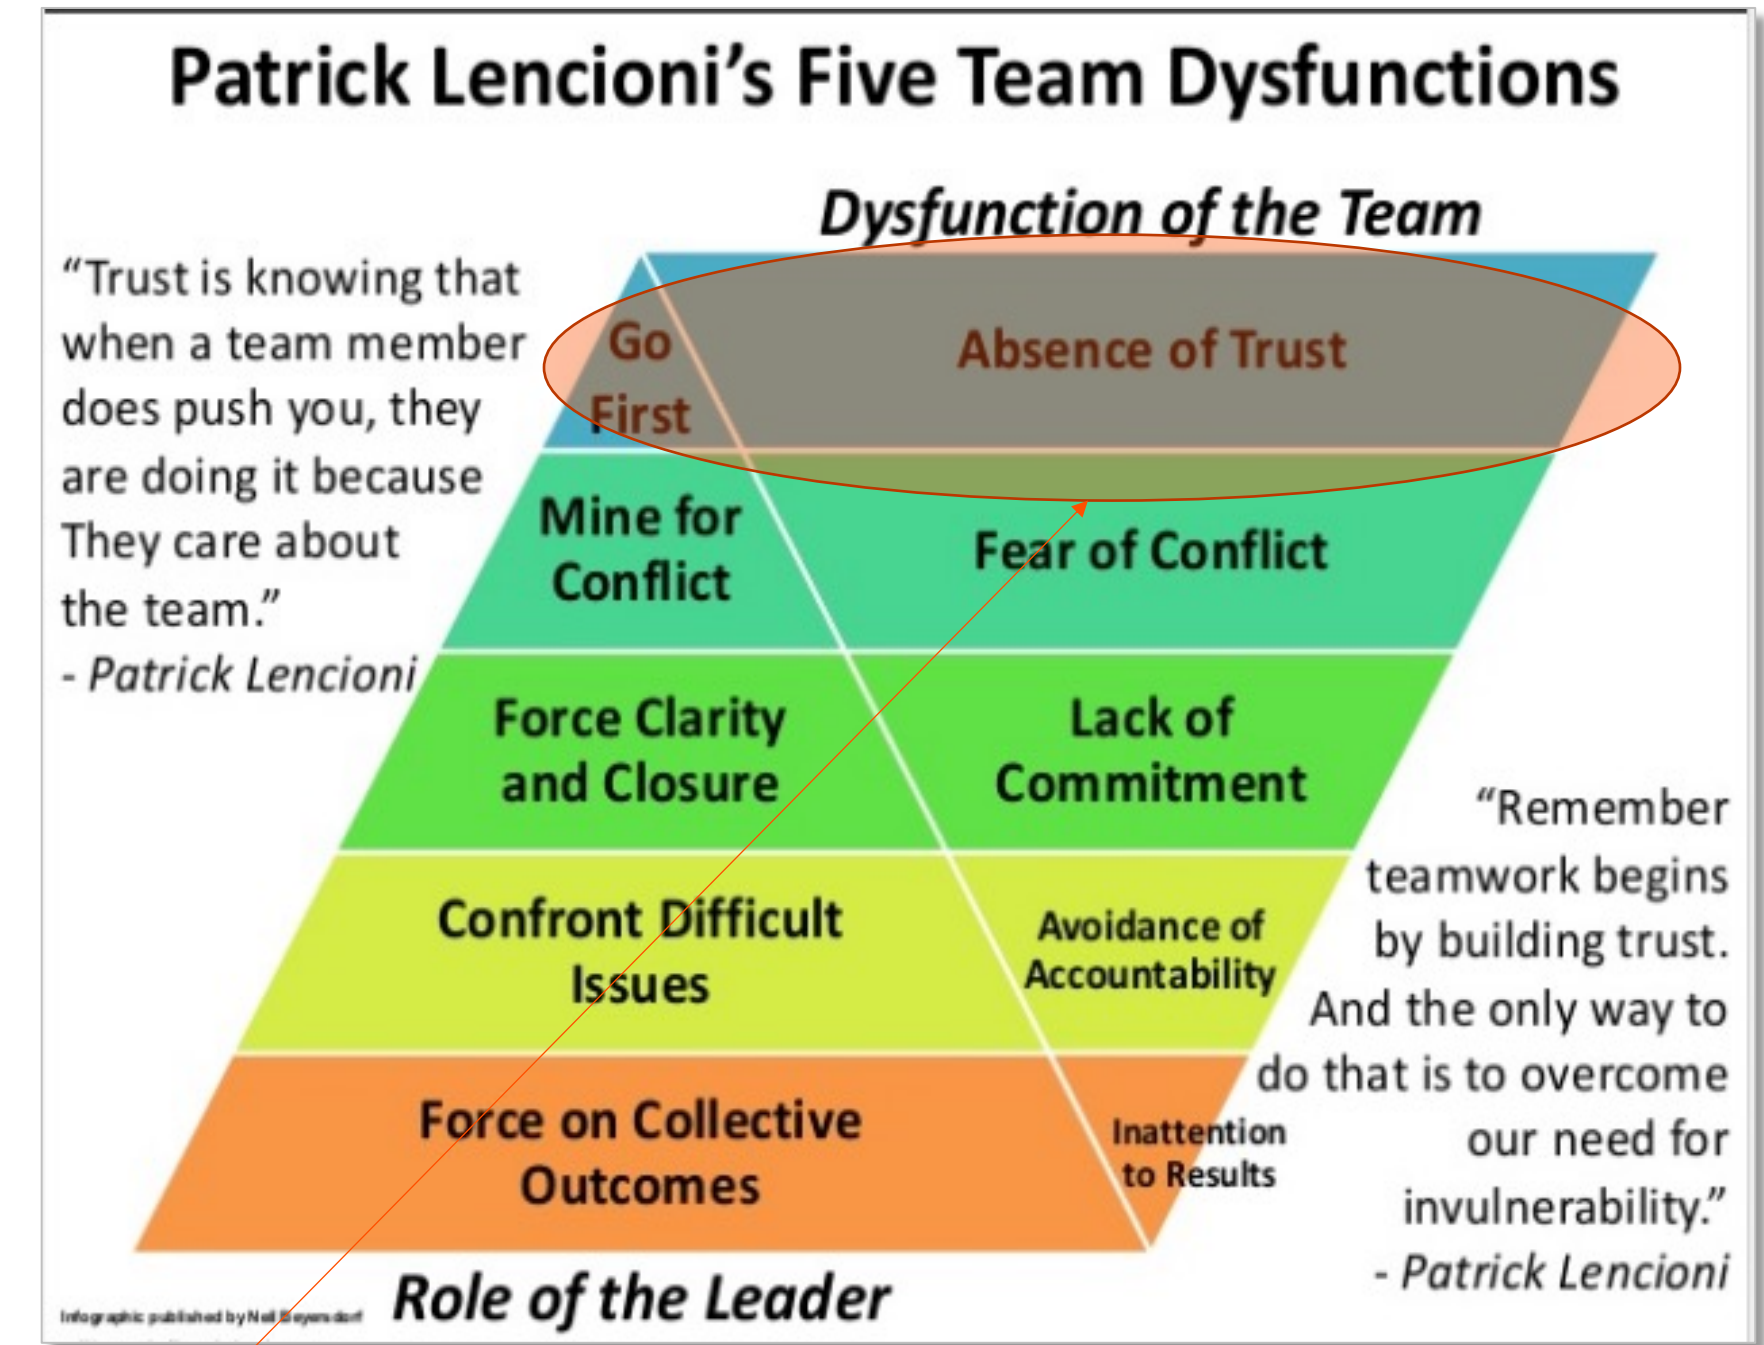 Patrick Lencioni’s Five Team Dysfunctions
Dysfunction of the Team
“Trust is knowing that
when a team member
does push you, they
are doing it because
They care about
the team.”
- Patrick Lencioni
Go
First
Absence of Trust
Mine for
Conflict
Fear of Conflict
Force Clarity
and Closure
Lack of
Commitment
Confront Difficult
Issues
Avoidance of
Accountability
Force on Collective
Outcomes
Inattention
to Results
“Remember
teamwork begins
by building trust.
And the only way to
do that is to overcome
our need for
invulnerability.”
- Patrick Lencioni
Role of the Leader
Infographic published by